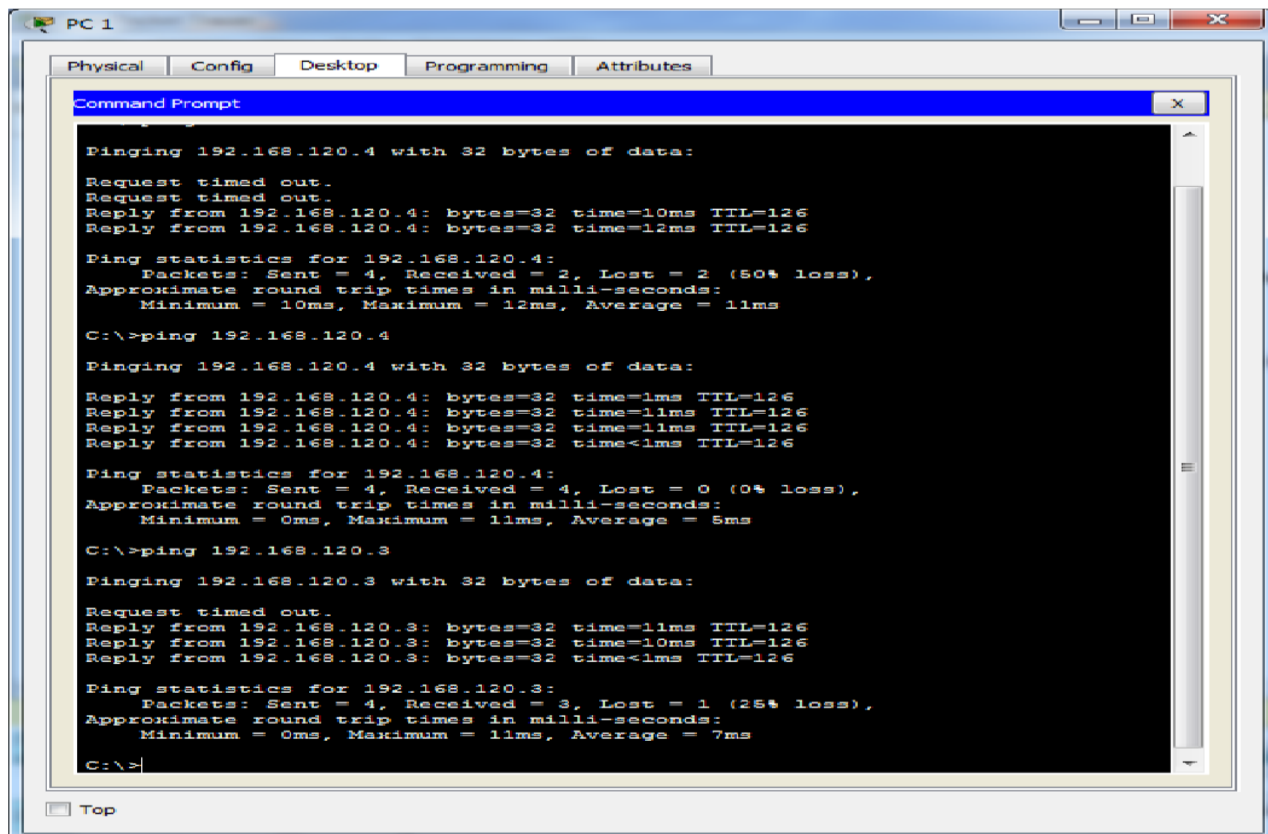 PC 1
Physical Config Desktop Programming Attributes
Command Prompt
X
Pinging 192.168.120.4 with 32 bytes of data:
Request timed out.
Request timed out.
Reply from 192.168.120.4: bytes=32 time=10ms TTL=126
Reply from 192.168.120.4: bytes=32 time=12ms TTL=126
Ping statistics for 192.168.120.4:
Packets: Sent = 4, Received = 2, Lost = 2 (50% loss),
Approximate round trip times in milli-seconds:
Minimum = 10ms, Maximum = 12ms, Average = 11ms
C:\>ping 192.168.120.4
Pinging 192.168.120.4 with 32 bytes of data:
Reply from 192.168.120.4: bytes=32 time=1ms TTL=126
Reply from 192.168.120.4: bytes=32 time=11ms TTL=126
Reply from 192.168.120.4: bytes=32 time=11ms TTL=126
Reply from 192.168.120.4: bytes=32 time<1ms TTL=126
Ping statistics for 192.168.120.4:
Packets: Sent = 4, Received = 4, Lost = 0 (0% loss),
Approximate round trip times in milli-seconds:
Minimum = 0ms, Maximum = 11ms, Average = 5ms
C:\>ping 192.168.120.3
Pinging 192.168.120.3 with 32 bytes of data:
Request timed out.
Reply from 192.168.120.3: bytes=32 time=11ms TTL=126
Reply from 192.168.120.3: bytes=32 time=10ms TTL=126
Reply from 192.168.120.3: bytes=32 time<1ms TTL=126
Ping statistics for 192.168.120.3:
Packets: Sent = 4, Received = 3, Lost = 1 (25% loss),
Approximate round trip times in milli-seconds:
Minimum = 0ms, Maximum = 11ms, Average = 7ms
C:\>
Top